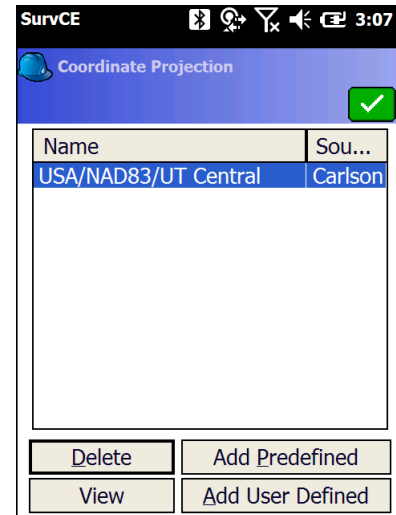 SurvCE 3:07
Coordinate Projection
Name Sou...
USA/NAD83/UT Central Carlson
Delete Add Predefined
View Add User Defined